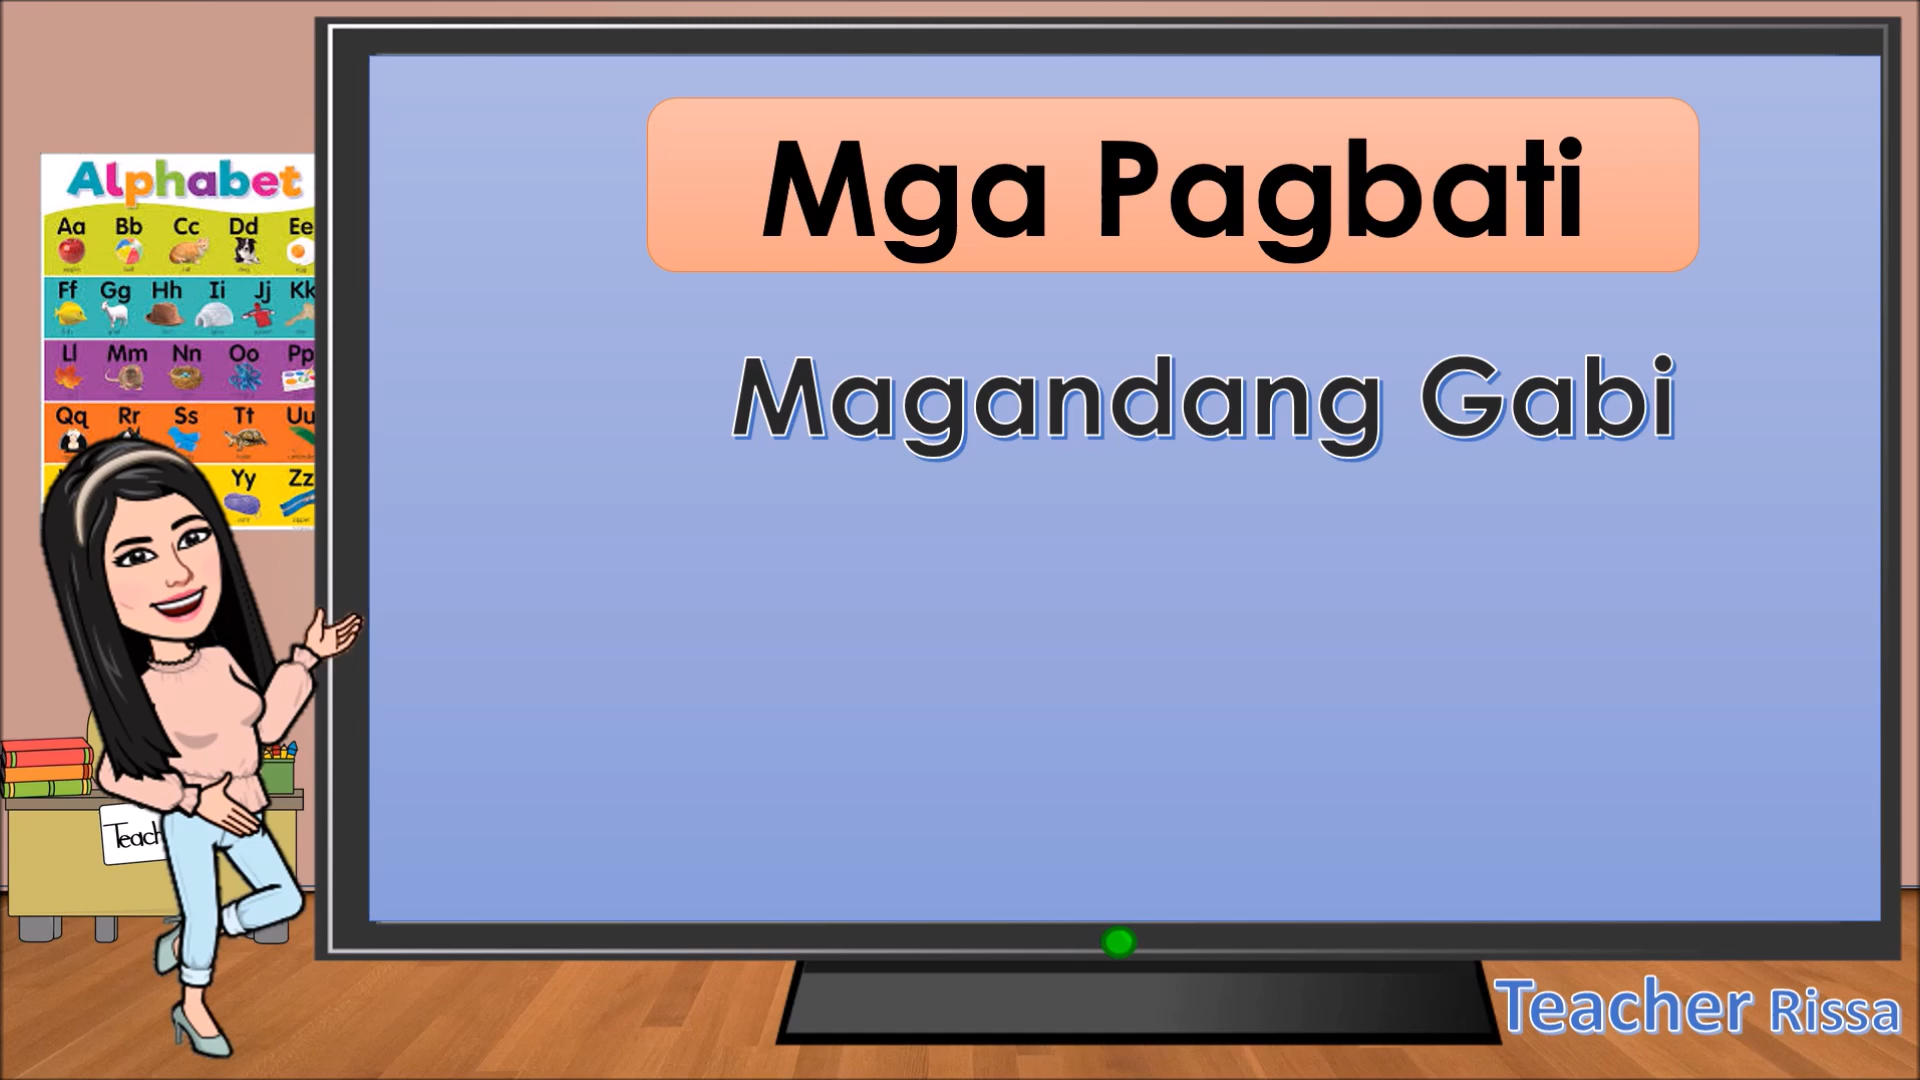 Mga Pagbati
Magandang Gabi
Alphabet
Aa Bb Cc Dd Ee
Ff Gg Hh Ii Jj Kk
Ll Mm Nn Oo Pp
Qq Rr Ss Tt Uu
Yy Zz
Teach
Teacher Rissa